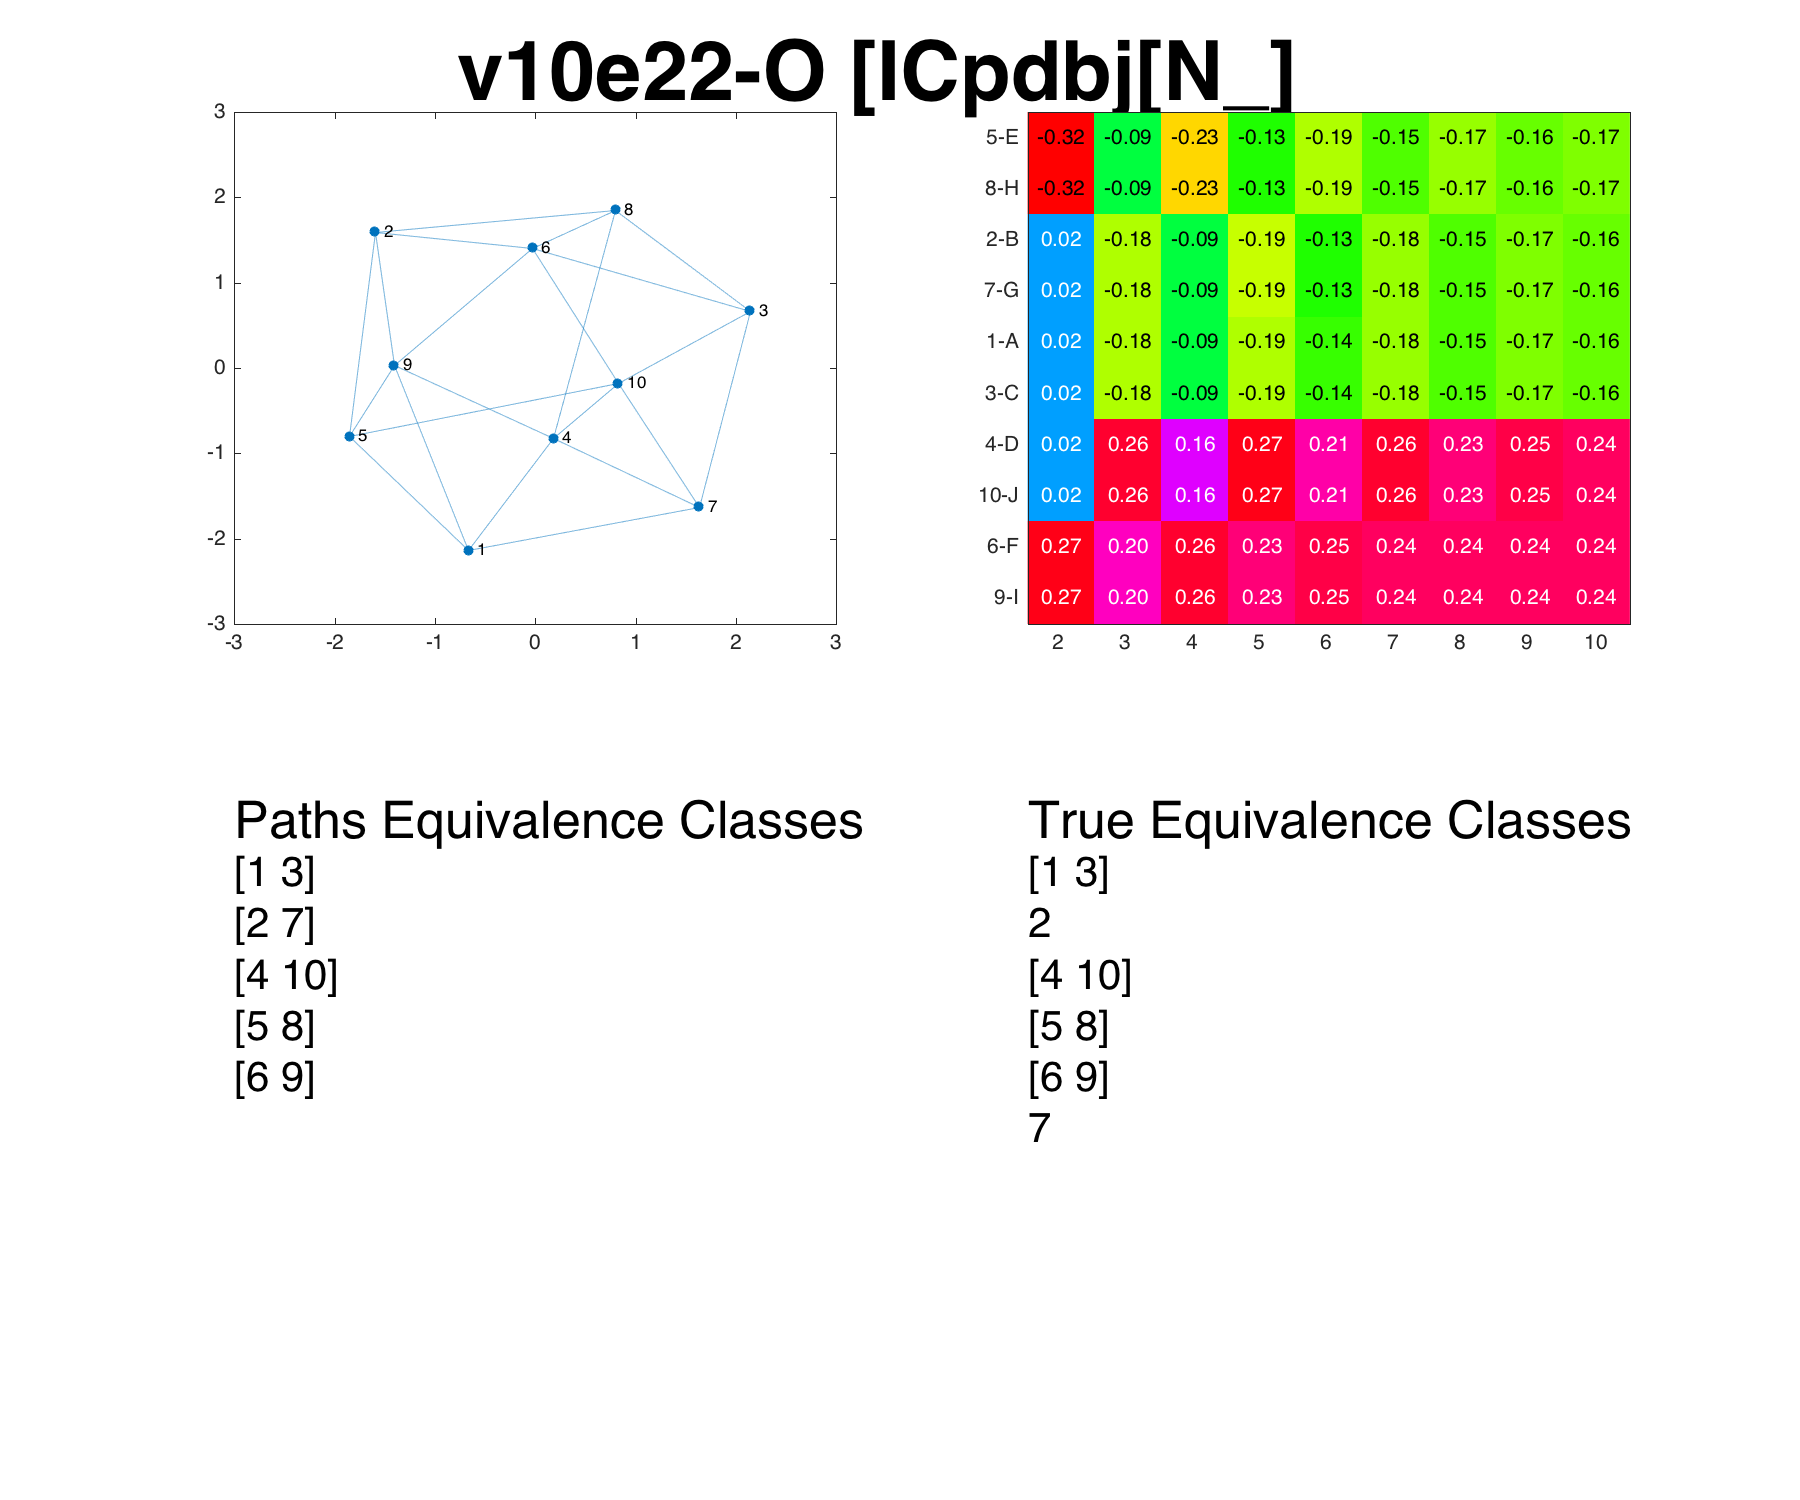 v10e22-O [ICpdbj[N_]
3
2
1
0
-1
-2
-3
-3 -2 -1 0 1 2 3
8
2
6
3
9
10
5
4
7
1
5-E -0.32 -0.09 -0.23 -0.13 -0.19 -0.15 -0.17 -0.16 -0.17
8-H -0.32 -0.09 -0.23 -0.13 -0.19 -0.15 -0.17 -0.16 -0.17
2-B 0.02 -0.18 -0.09 -0.19 -0.13 -0.18 -0.15 -0.17 -0.16
7-G 0.02 -0.18 -0.09 -0.19 -0.13 -0.18 -0.15 -0.17 -0.16
1-A 0.02 -0.18 -0.09 -0.19 -0.14 -0.18 -0.15 -0.17 -0.16
3-C 0.02 -0.18 -0.09 -0.19 -0.14 -0.18 -0.15 -0.17 -0.16
4-D 0.02 0.26 0.16 0.27 0.21 0.26 0.23 0.25 0.24
10-J 0.02 0.26 0.16 0.27 0.21 0.26 0.23 0.25 0.24
6-F 0.27 0.20 0.26 0.23 0.25 0.24 0.24 0.24 0.24
9-I 0.27 0.20 0.26 0.23 0.25 0.24 0.24 0.24 0.24
2 3 4 5 6 7 8 9 10
Paths Equivalence Classes
[1 3]
[2 7]
[4 10]
[5 8]
[6 9]
True Equivalence Classes
[1 3]
2
[4 10]
[5 8]
[6 9]
7